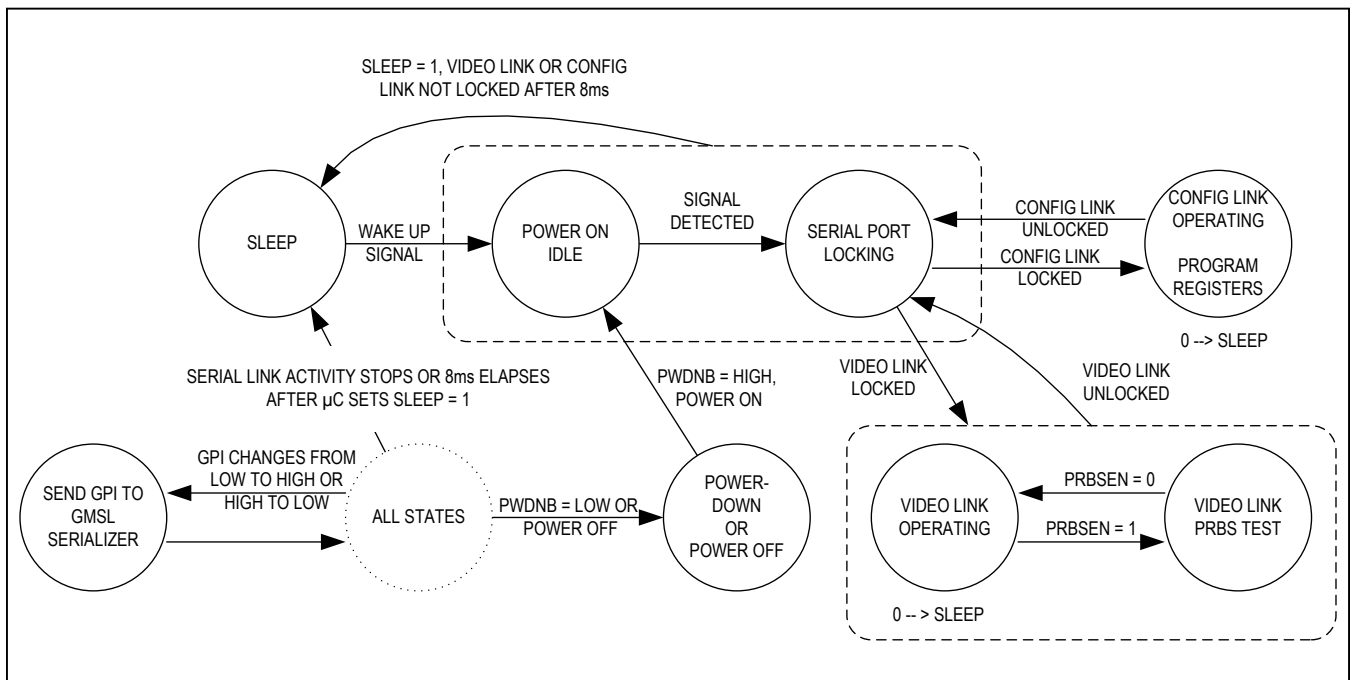 SLEEP = 1, VIDEO LINK OR CONFIG
LINK NOT LOCKED AFTER 8ms
SLEEP
WAKE UP
SIGNAL
POWER ON
IDLE
SIGNAL
DETECTED
SERIAL PORT
LOCKING
CONFIG LINK
UNLOCKED
CONFIG LINK
LOCKED
CONFIG LINK
OPERATING
PROGRAM
REGISTERS
0 --> SLEEP
SERIAL LINK ACTIVITY STOPS OR 8ms ELAPSES
AFTER µC SETS SLEEP = 1
PWDNB = HIGH,
POWER ON
VIDEO LINK
LOCKED
VIDEO LINK
UNLOCKED
SEND GPI TO
GMSL
SERIALIZER
GPI CHANGES FROM
LOW TO HIGH OR
HIGH TO LOW
ALL STATES
PWDNB = LOW OR
POWER OFF
POWER-
DOWN
OR
POWER OFF
VIDEO LINK
OPERATING
PRBSEN = 0
PRBSEN = 1
VIDEO LINK
PRBS TEST
0 -- > SLEEP